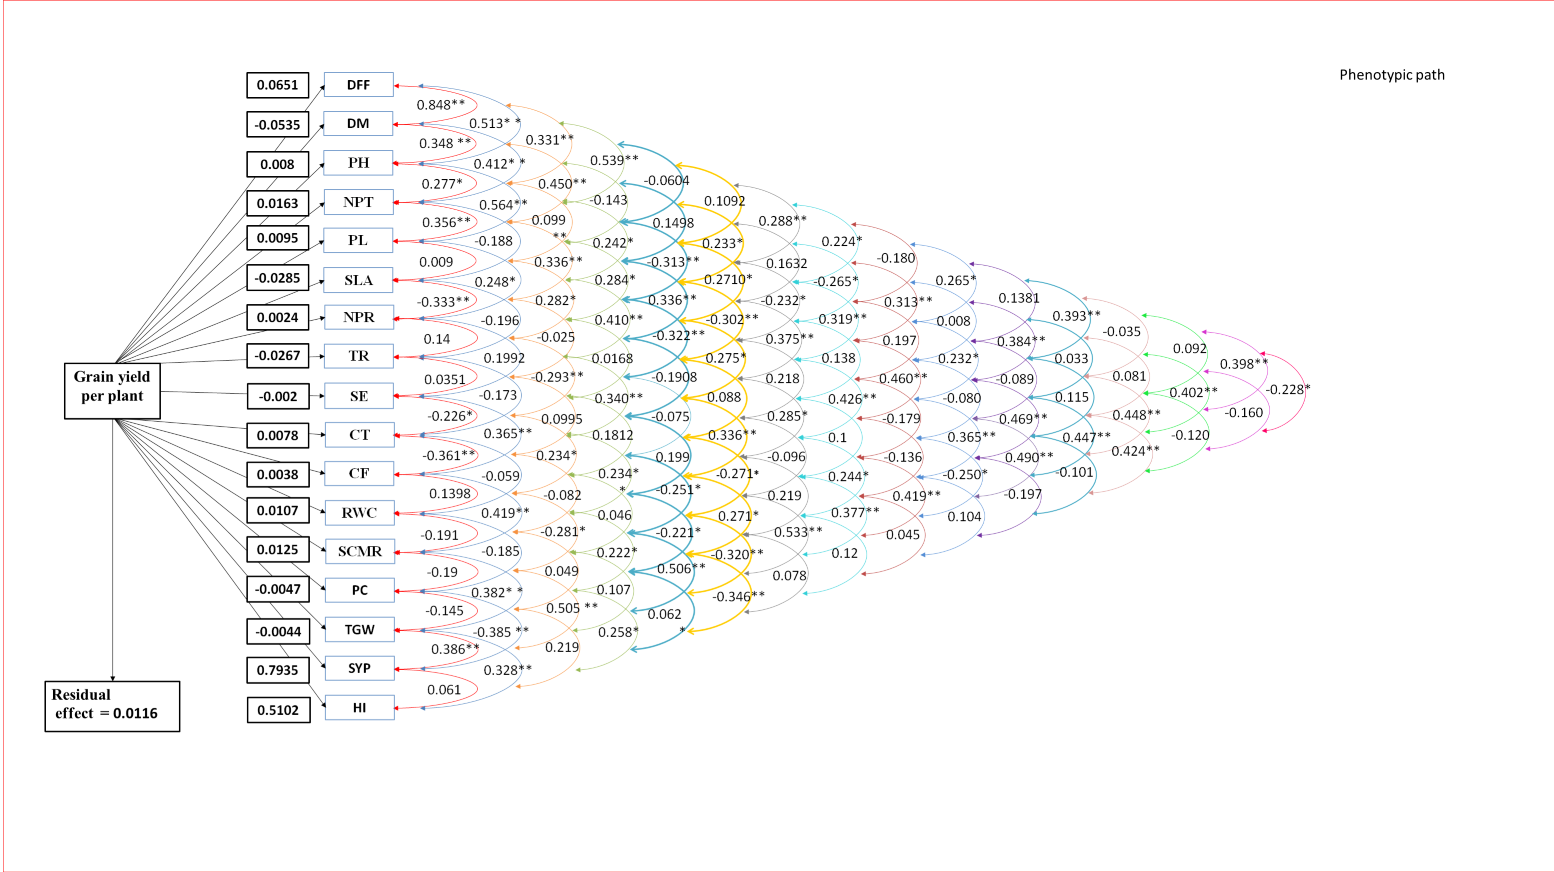 Phenotypic path
0.0651 DFF
0.848**
-0.0535 DM
0.513* * 0.331**
0.348 ** 0.539**
0.008 PH 0.412* *
0.277* 0.450** -0.0604
0.0163 NPT 0.564** -0.143 0.1092
0.356** 0.099 0.1498 0.288**
0.0095 PL -0.188 ** 0.242* 0.233* 0.224*
0.009 0.336** -0.313** 0.1632 -0.180
-0.0285 SLA 0.248* 0.284* 0.2710* -0.265* 0.265*
-0.333** 0.282* 0.336** -0.232* 0.313** 0.1381
0.0024 NPR -0.196 0.410** -0.302** 0.319** 0.008 0.393**
0.14 -0.025 -0.322** 0.375** 0.197 -0.384** -0.035
-0.0267 TR 0.1992 0.0168 0.275* 0.138 0.232* 0.033 0.092
Grain yield
per plant
0.0351 -0.293** -0.1908 0.218 0.460** -0.089 0.081 0.398**
-0.002 SE -0.173 0.340** 0.088 0.426** -0.080 0.115 0.402** -0.228*
-0.226* 0.0995 -0.075 0.285* -0.179 0.469** 0.448** -0.160
0.0078 CT 0.365** 0.1812 0.336** 0.1 0.365** 0.447** -0.120
-0.361** 0.234* 0.199 -0.096 -0.136 0.490** 0.424**
0.0038 CF -0.059 0.234* -0.271* 0.244* -0.250* -0.101
0.1398 -0.082 * -0.251* 0.219 0.419** -0.197
0.0107 RWC 0.419** 0.046 0.271* 0.377** 0.104
-0.191 -0.281* -0.221* 0.533** 0.045
0.0125 SCMR -0.185 0.222* -0.320** 0.12
-0.19 0.049 0.506** 0.078
-0.0047 PC 0.382* * 0.107 -0.346**
-0.145 0.505 ** 0.062
-0.0044 TGW -0.385 ** 0.258* *
0.386** 0.219
0.7935 SYP 0.328**
0.061
0.5102 HI
Residual
effect = 0.0116